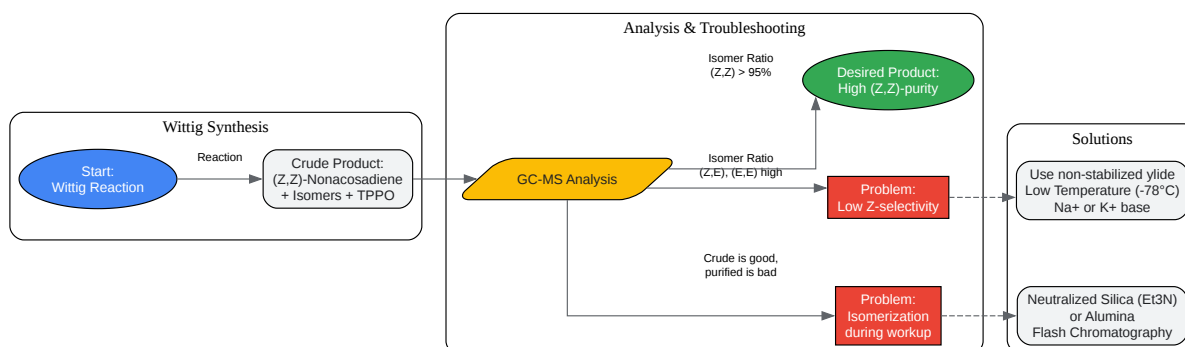 Wittig Synthesis
Start:
Wittig Reaction
Reaction
Crude Product:
(Z,Z)-Nonacosadiene
+ Isomers + TPPO
Analysis & Troubleshooting
GC-MS Analysis
Isomer Ratio
(Z,Z) > 95%
Desired Product:
High (Z,Z)-purity
Isomer Ratio
(Z,E), (E,E) high
Problem:
Low Z-selectivity
Crude is good,
purified is bad
Problem:
Isomerization
during workup
Solutions
Use non-stabilized ylide
Low Temperature (-78°C)
Na+ or K+ base
Neutralized Silica (Et3N)
or Alumina
Flash Chromatography